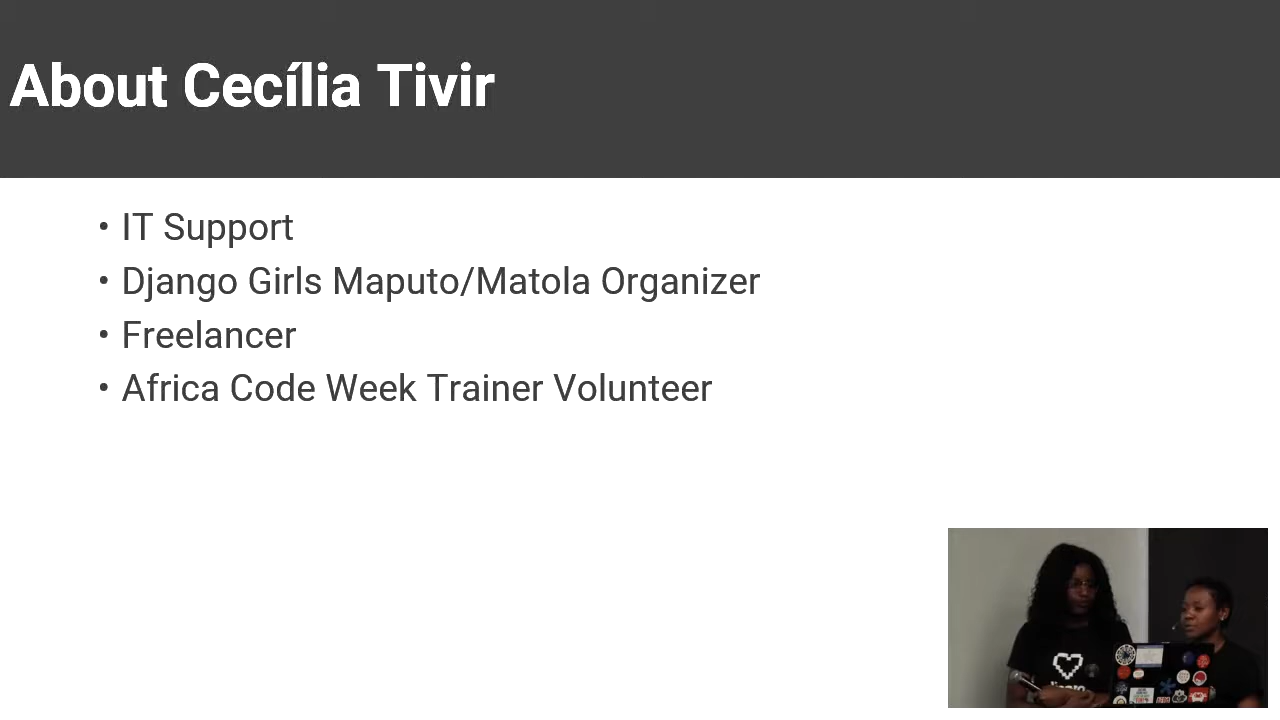 About Cecília Tivir
• IT Support
• Django Girls Maputo/Matola Organizer
• Freelancer
• Africa Code Week Trainer Volunteer